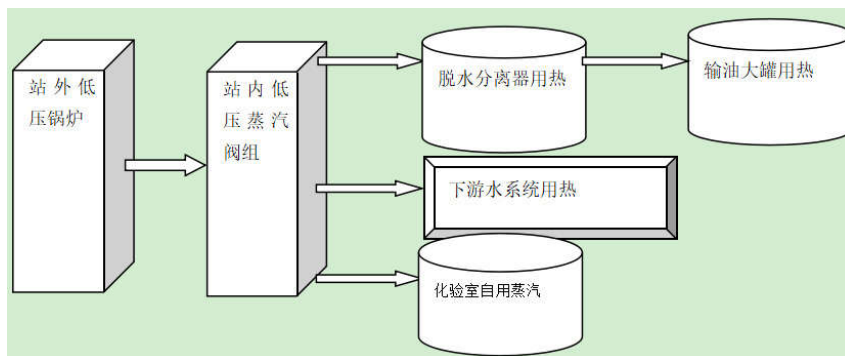 站外低
压锅炉
站内低
压蒸汽
阀组
脱水分离器用热
输油大罐用热
下游水系统用热
化验室自用蒸汽